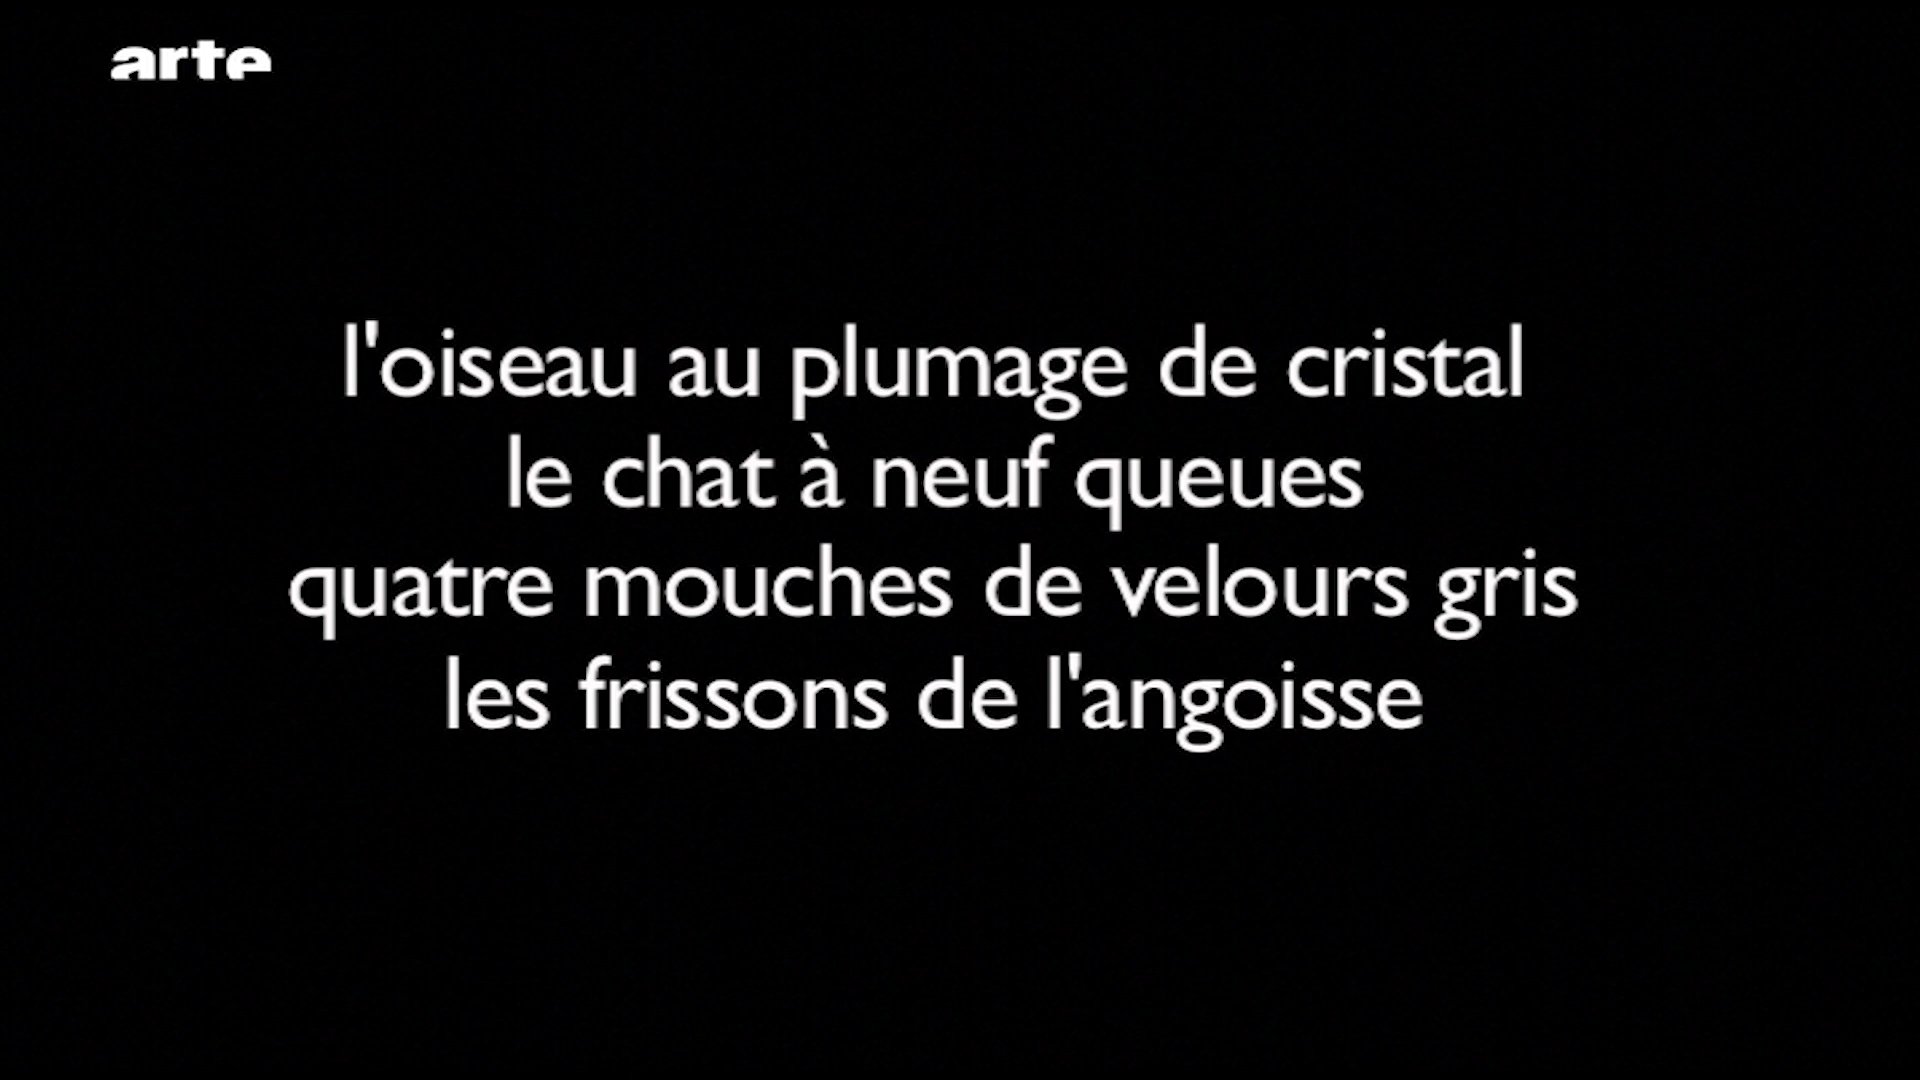 arte
l'oiseau au plumage de cristal
le chat à neuf queues
quatre mouches de velours gris
les frissons de l'angoisse